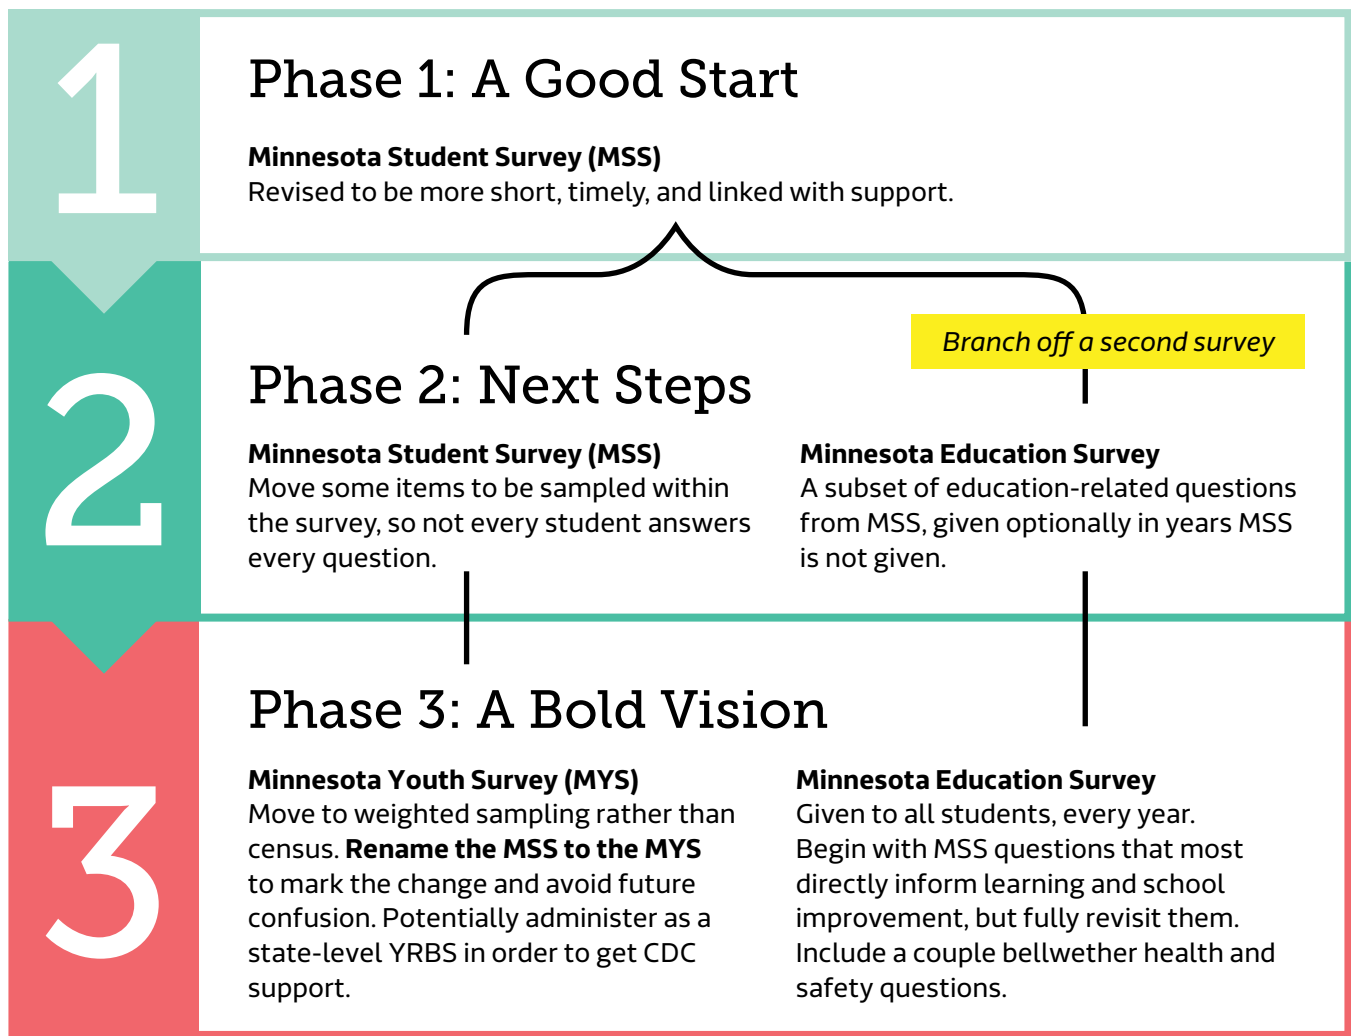 1
Phase 1: A Good Start
Minnesota Student Survey (MSS)
Revised to be more short, timely, and linked with support.
Branch off a second survey
2
Phase 2: Next Steps
Minnesota Student Survey (MSS)
Move some items to be sampled within
the survey, so not every student answers
every question.
Minnesota Education Survey
A subset of education-related questions
from MSS, given optionally in years MSS
is not given.
3
Phase 3: A Bold Vision
Minnesota Youth Survey (MYS)
Move to weighted sampling rather than
census. Rename the MSS to the MYS
to mark the change and avoid future
confusion. Potentially administer as a
state-level YRBS in order to get CDC
support.
Minnesota Education Survey
Given to all students, every year.
Begin with MSS questions that most
directly inform learning and school
improvement, but fully revisit them.
Include a couple bellwether health and
safety questions.